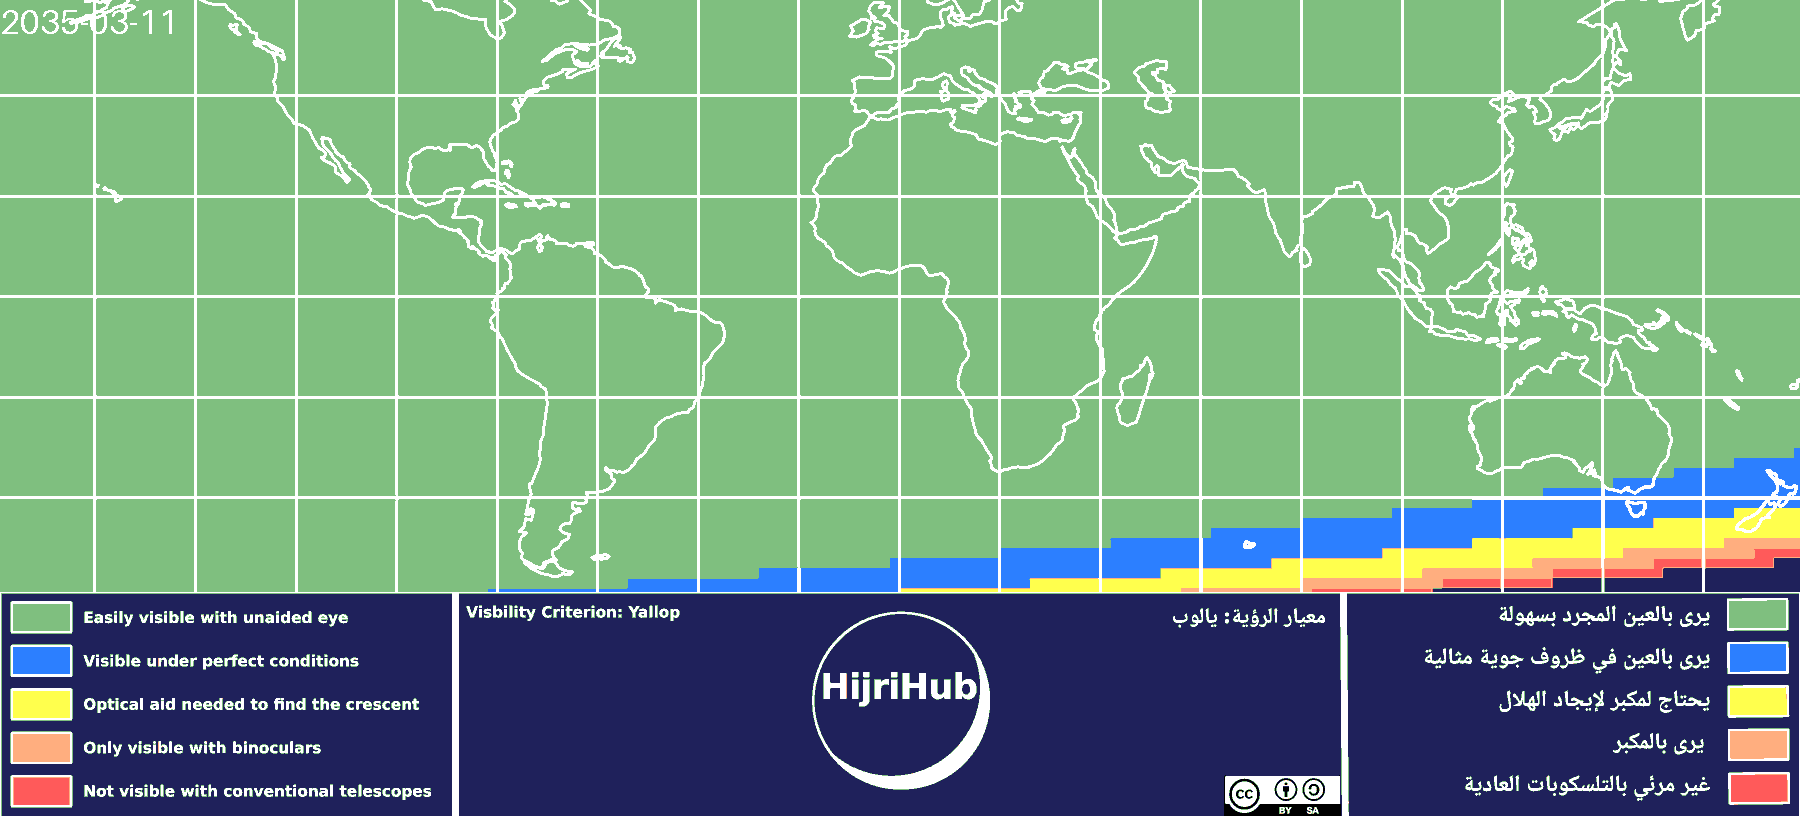 2035-03-11
Easily visible with unaided eye
Visible under perfect conditions
Optical aid needed to find the crescent
Only visible with binoculars
Not visible with conventional telescopes
Visbility Criterion: Yallop
معيار الرؤية: يالوب
HijriHub
cc
BY SA
يرى بالعين المجرد بسهولة
يرى بالعين في ظروف جوية مثالية
يحتاج لمكبر لإيجاد الهلال
يرى بالمكبر
غير مرئي بالتلسكوبات العادية